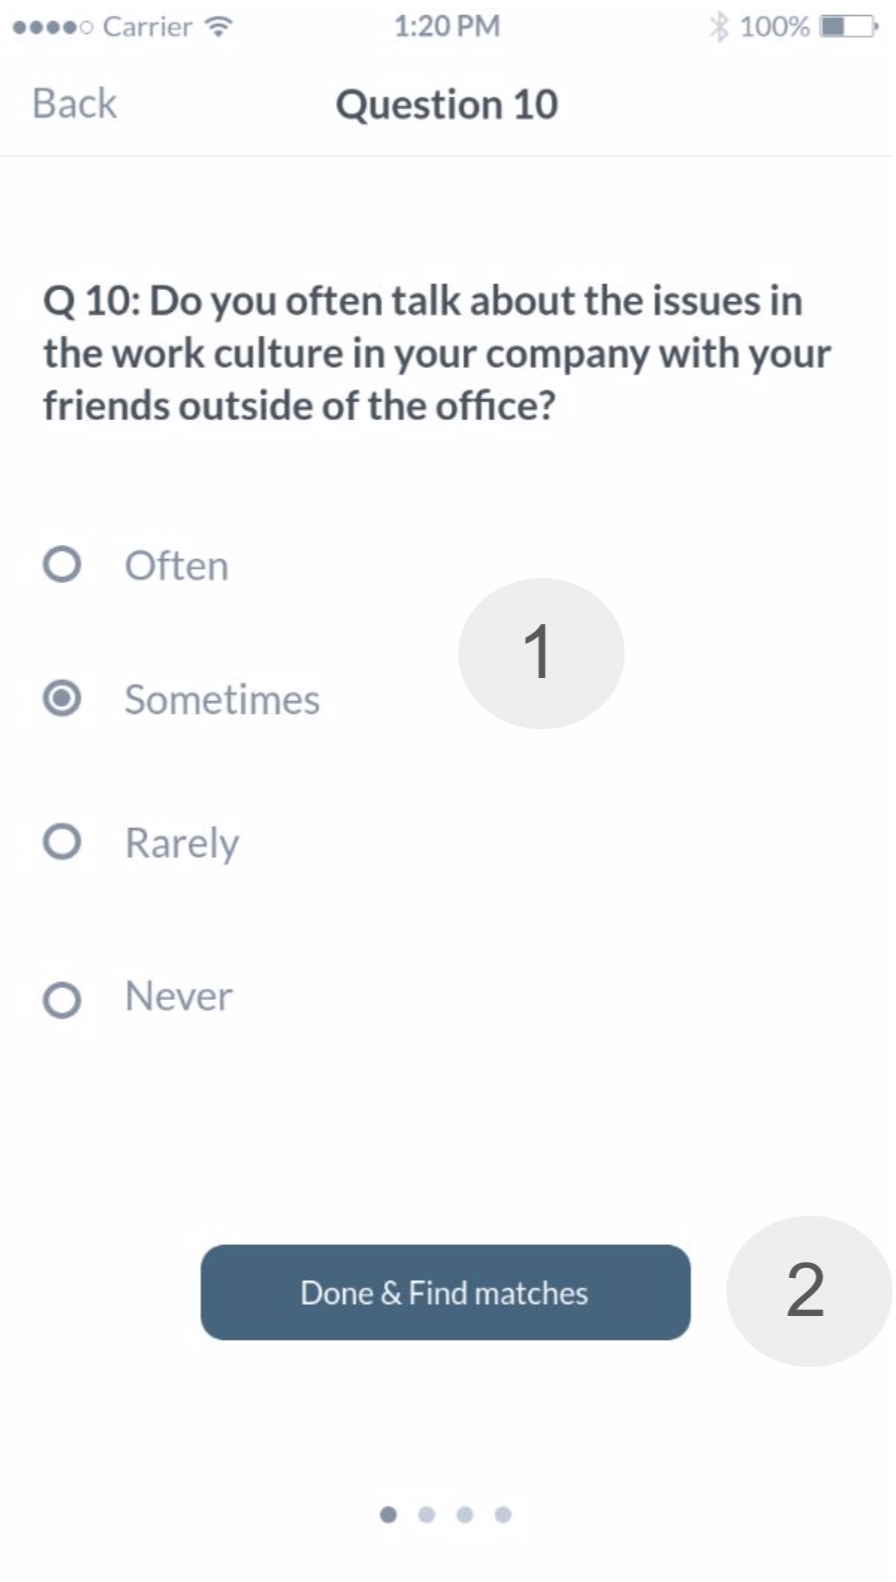 Carrier 1:20 PM 100%
Back Question 10
Q 10: Do you often talk about the issues in
the work culture in your company with your
friends outside of the office?
Often
1
Sometimes
Rarely
Never
Done & Find matches 2